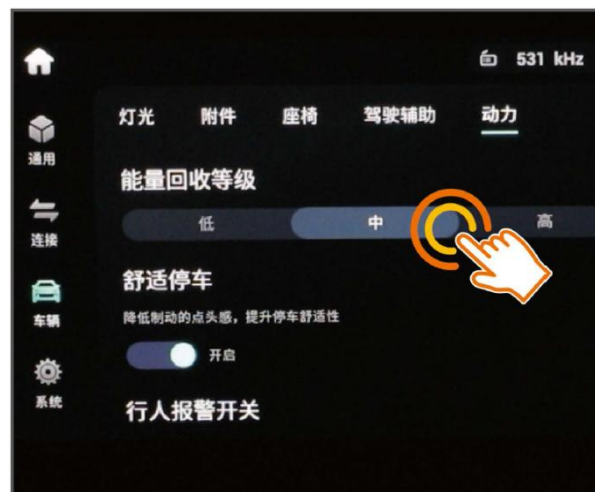 531 kHz
灯光 附件 座椅 驾驶辅助 动力
通用
能量回收等级
低 中 高
连接
舒适停车
车辆
降低制动的点头感，提升停车舒适性
开启
系统
行人报警开关